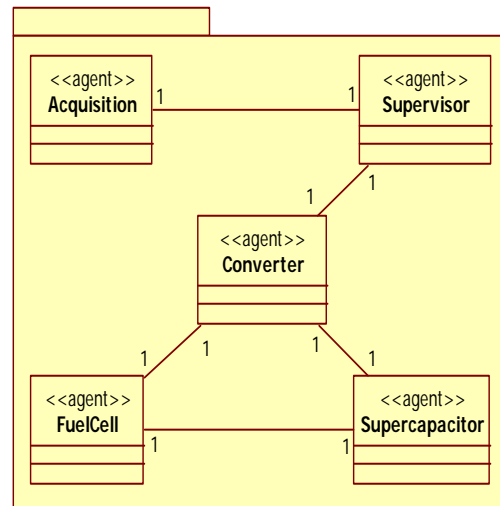 <<agent>>
Acquisition
1
1
<<agent>>
Supervisor
1
1
<<agent>>
Converter
1
1
1
1
<<agent>>
FuelCell
1
1
<<agent>>
Supercapacitor